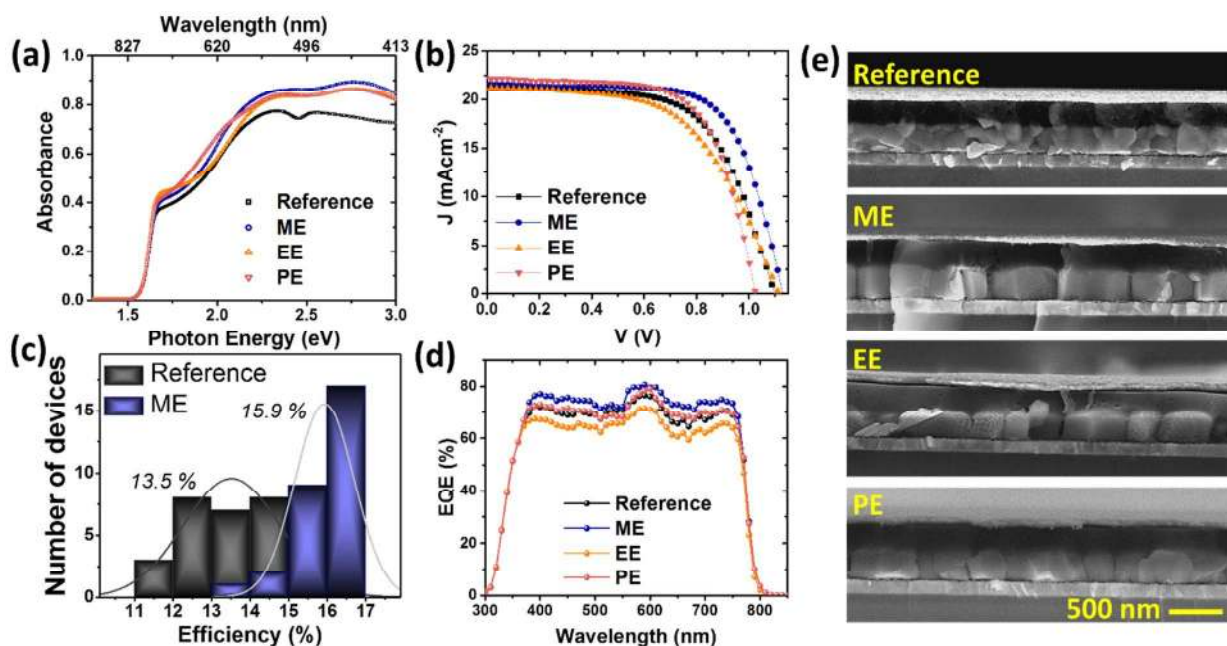 Wavelength (nm)
827 620 496 413
(a)
1.0
0.8
0.6
0.4
0.2
0.0
Absorbance
Reference
ME
EE
PE
1.5 2.0 2.5 3.0
Photon Energy (eV)
(b)
25
20
15
10
5
0
J (mAcm⁻²)
Reference
ME
EE
PE
0.0 0.2 0.4 0.6 0.8 1.0
V (V)
(c)
Reference
ME
15.9 %
13.5 %
15
10
5
0
Number of devices
11 12 13 14 15 16 17
Efficiency (%)
(d)
80
60
40
20
0
EQE (%)
Reference
ME
EE
PE
300 400 500 600 700 800
Wavelength (nm)
(e)
Reference
ME
EE
PE
500 nm